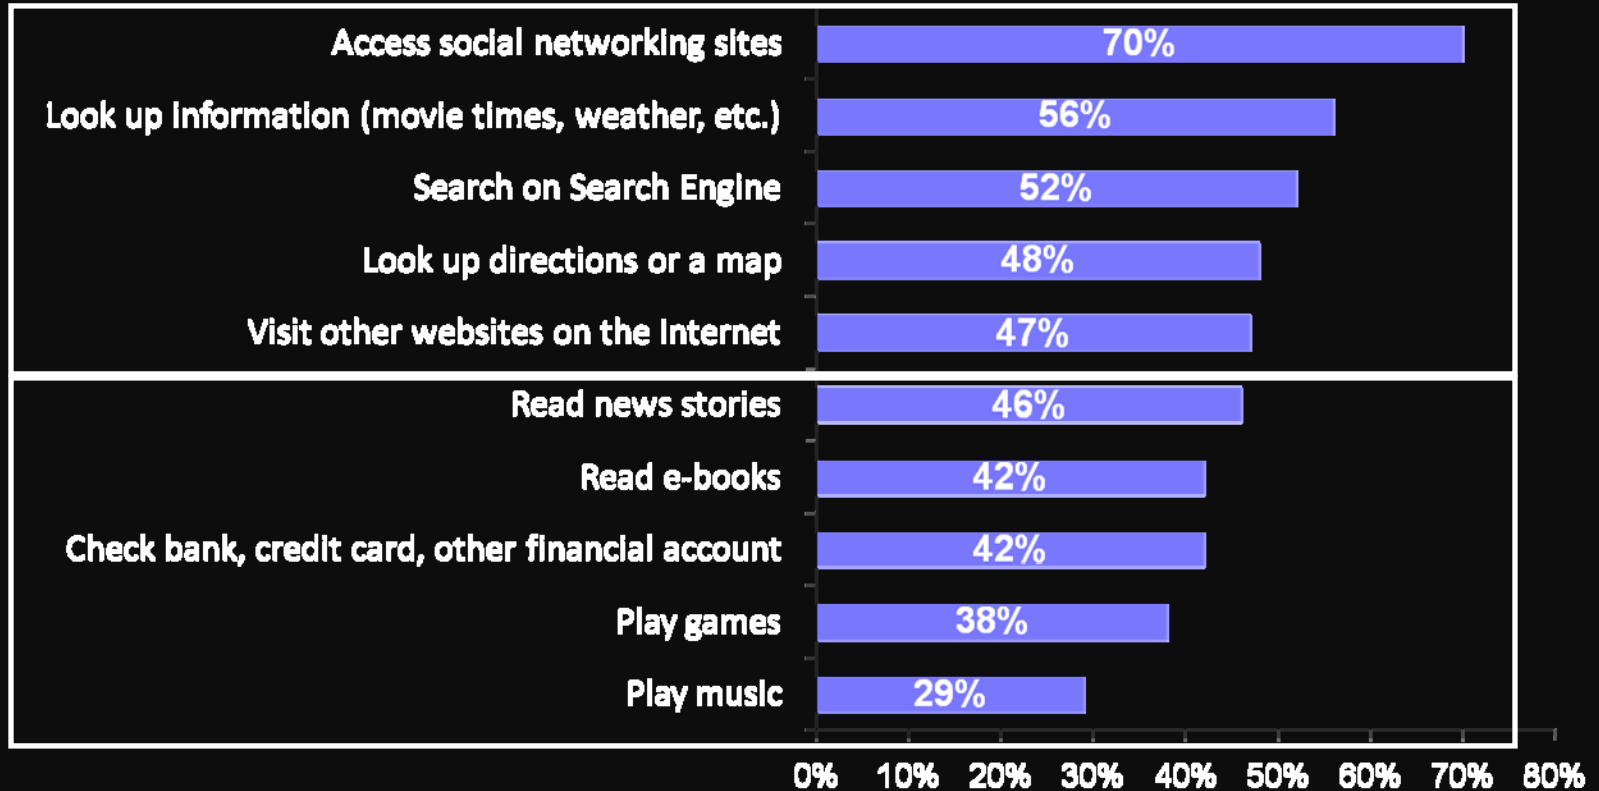 Access social networking sites 70%
Look up information (movie times, weather, etc.) 56%
Search on Search Engine 52%
Look up directions or a map 48%
Visit other websites on the Internet 47%
Read news stories 46%
Read e-books 42%
Check bank, credit card, other financial account 42%
Play games 38%
Play music 29%
0% 10% 20% 30% 40% 50% 60% 70% 80%